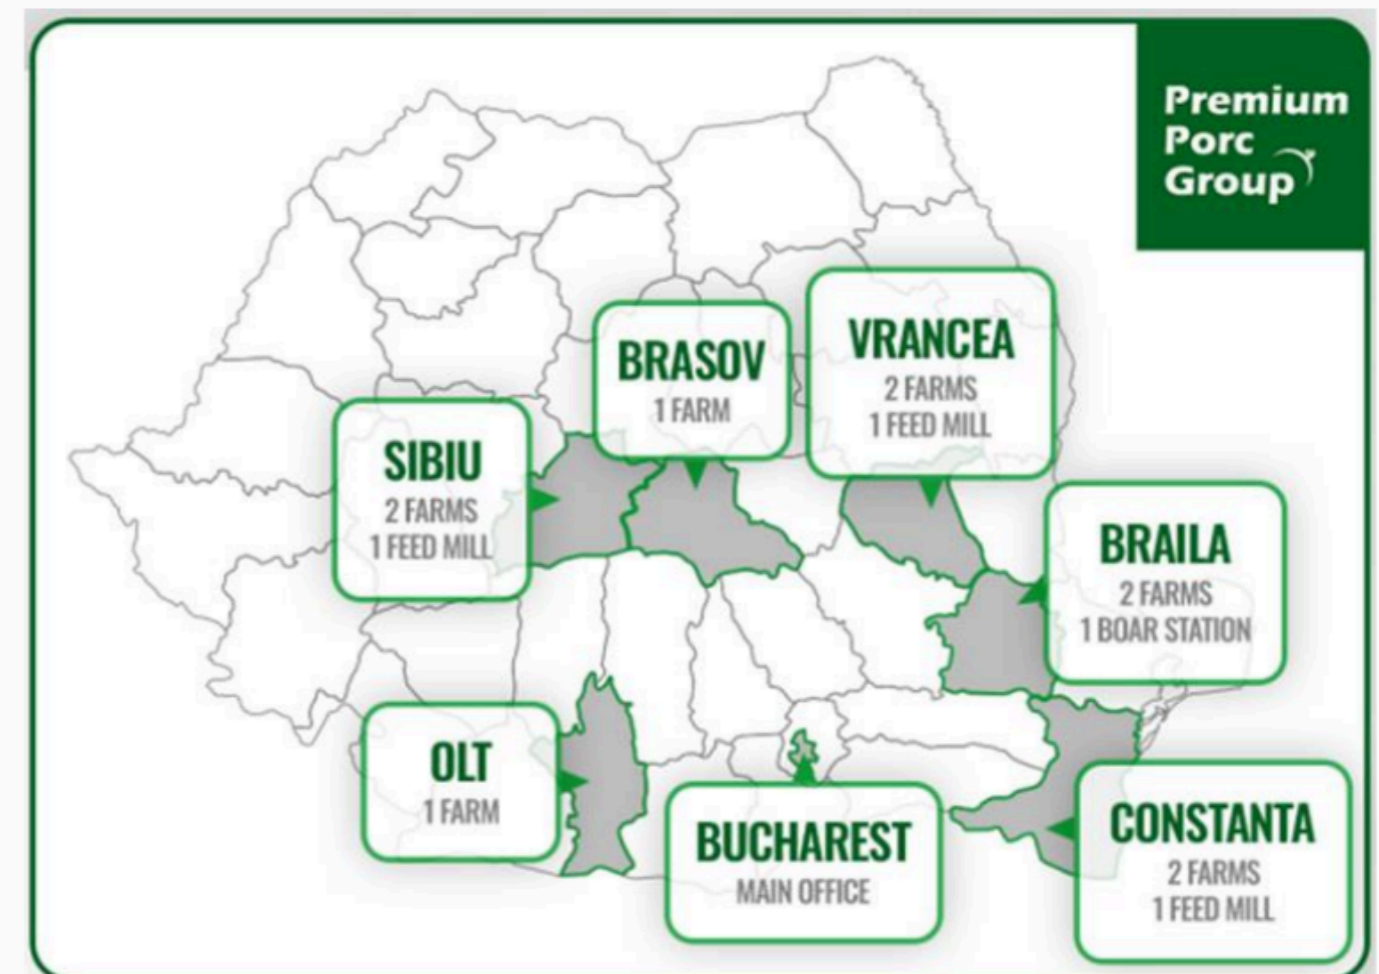 Premium
Porc
Group
BRASOV
1 FARM
VRANCEA
2 FARMS
1 FEED MILL
SIBIU
2 FARMS
1 FEED MILL
BRAILA
2 FARMS
1 BOAR STATION
OLT
1 FARM
BUCHAREST
MAIN OFFICE
CONSTANTA
2 FARMS
1 FEED MILL